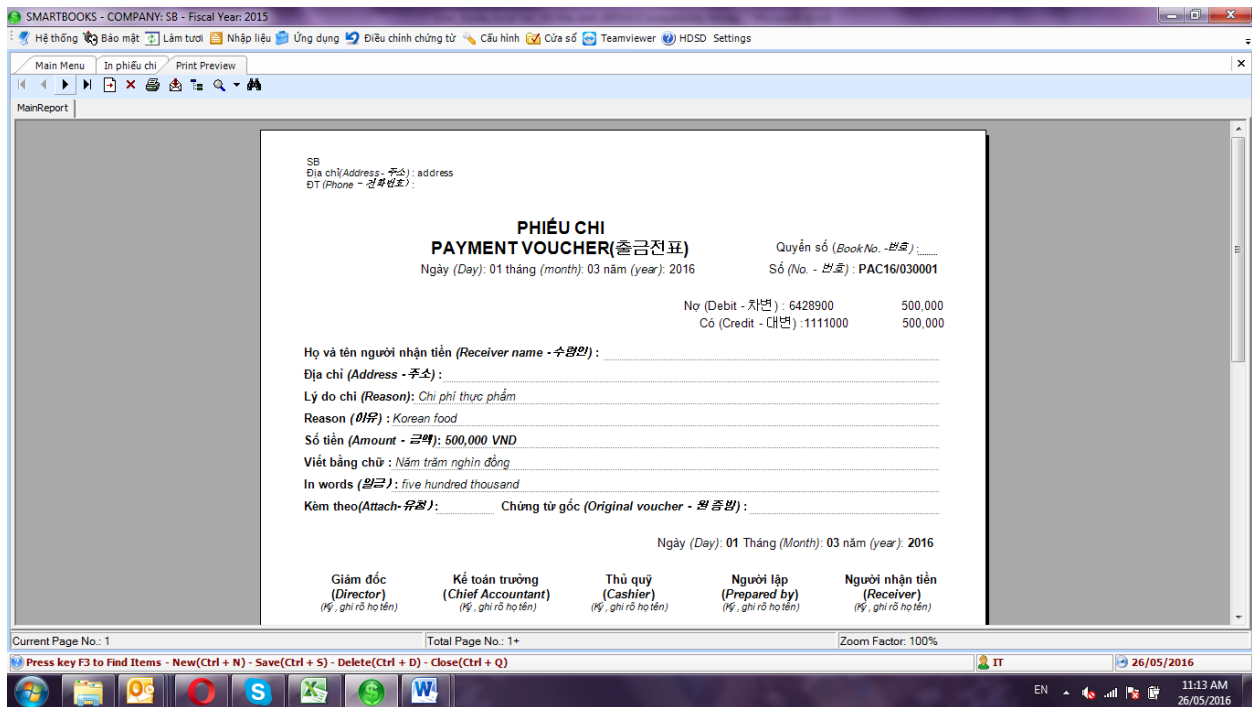 SMARTBOOKS - COMPANY: SB - Fiscal Year: 2015
Hệ thống Bảo mật Làm tươi Nhập liệu Ứng dụng Điều chỉnh chứng từ Cấu hình Cửa sổ Teamviewer HDSD Settings
Main Menu In phiếu chi Print Preview
MainReport
SB
Địa chỉ(Address- 주소) : address
ĐT (Phone - 전화번호) :
PHIẾU CHI
PAYMENT VOUCHER(출금전표)
Quyển số (Book No. -번호) :
Ngày (Day): 01 tháng (month): 03 năm (year): 2016
Số (No. - 번호) : PAC16/030001
Nợ (Debit - 차변) : 6428900 500,000
Có (Credit - 대변) :1111000 500,000
Họ và tên người nhận tiền (Receiver name -수령인) :
Địa chỉ (Address -주소) :
Lý do chi (Reason): Chi phí thực phẩm
Reason (이유) : Korean food
Số tiền (Amount - 금액): 500,000 VND
Viết bằng chữ : Năm trăm nghìn đồng
In words (일금) : five hundred thousand
Kèm theo(Attach-유첨) : Chứng từ gốc (Original voucher - 원 증빙) :
Ngày (Day): 01 Tháng (Month): 03 năm (year): 2016
Giám đốc Kế toán trưởng Thủ quỹ Người lập Người nhận tiền
(Director) (Chief Accountant) (Cashier) (Prepared by) (Receiver)
(Ký , ghi rõ họ tên) (Ký , ghi rõ họ tên) (Ký , ghi rõ họ tên) (Ký , ghi rõ họ tên) (Ký , ghi rõ họ tên)
Current Page No.: 1 Total Page No.: 1+ Zoom Factor: 100%
Press key F3 to Find Items - New(Ctrl + N) - Save(Ctrl + S) - Delete(Ctrl + D) - Close(Ctrl + Q) IT 26/05/2016
EN 11:13 AM
26/05/2016